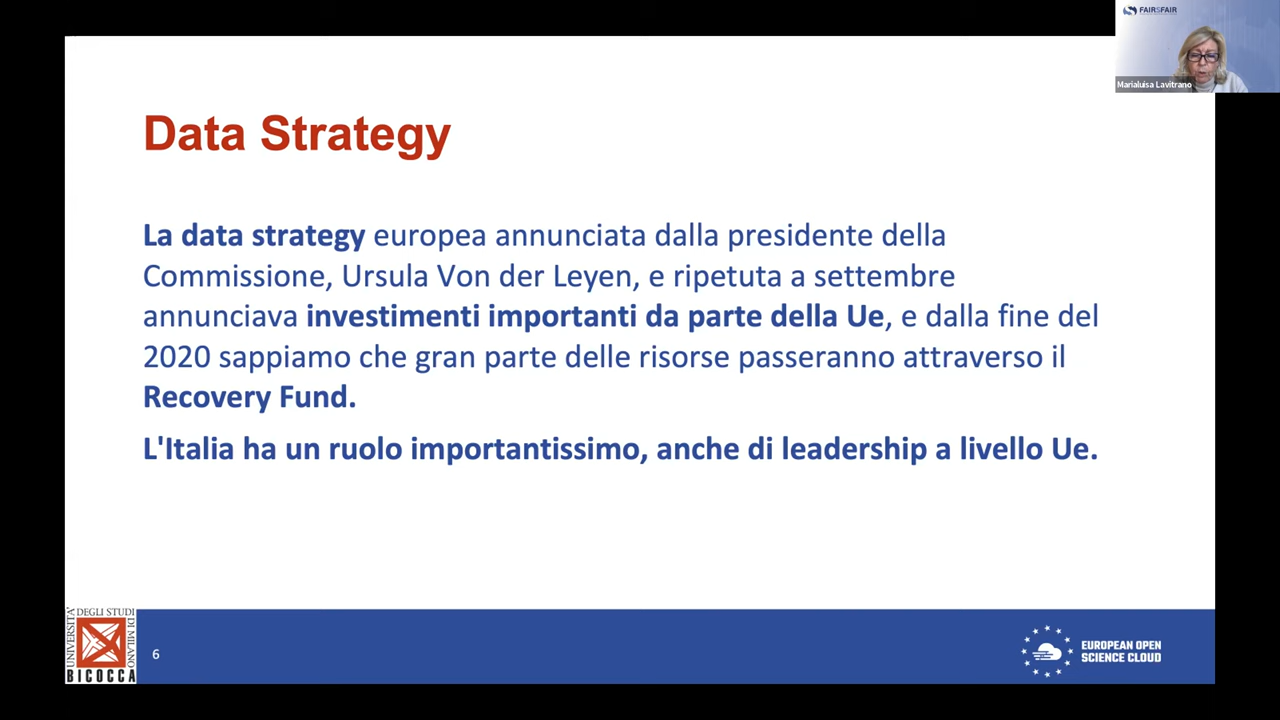 FAIRSFAIR
Marialuisa Lavitrano
Data Strategy
La data strategy europea annunciata dalla presidente della
Commissione, Ursula Von der Leyen, e ripetuta a settembre
annunciava investimenti importanti da parte della Ue, e dalla fine del
2020 sappiamo che gran parte delle risorse passeranno attraverso il
Recovery Fund.
L'Italia ha un ruolo importantissimo, anche di leadership a livello Ue.
UNIVERSITA' DEGLI STUDI DI MILANO
BICOCCA
6
EUROPEAN OPEN
SCIENCE CLOUD